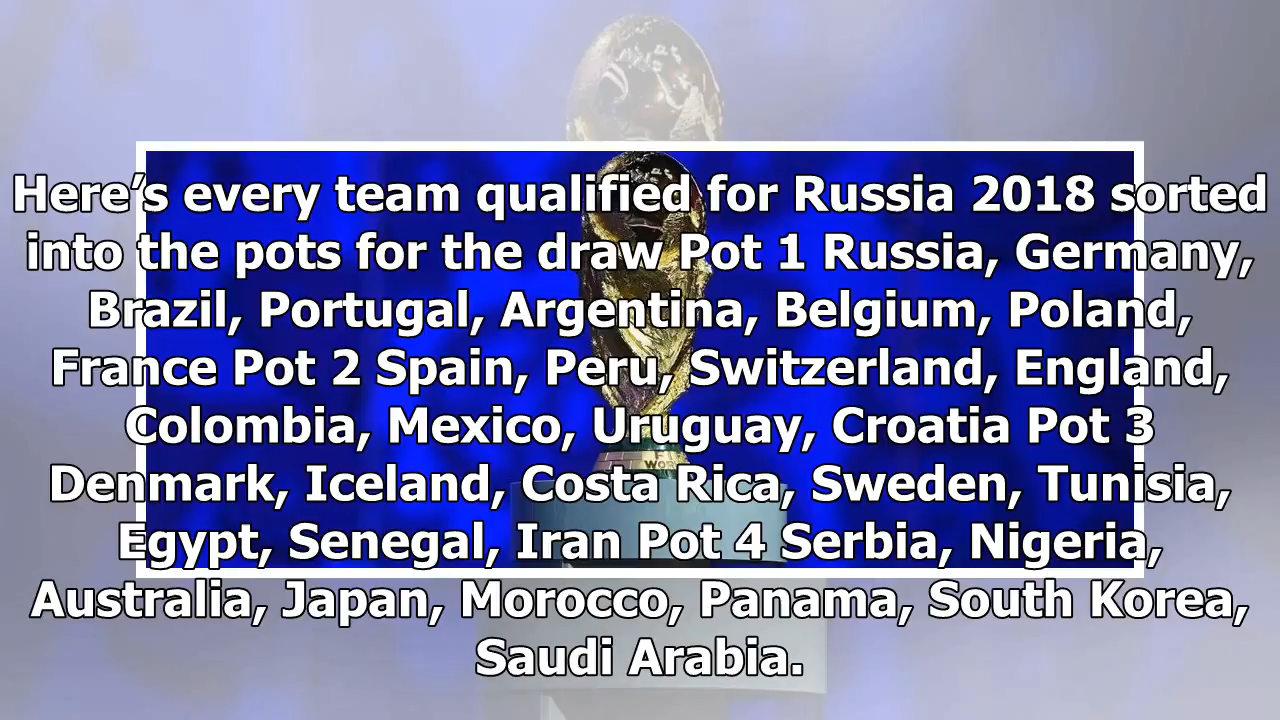 Here’s every team qualified for Russia 2018 sorted
into the pots for the draw Pot 1 Russia, Germany,
Brazil, Portugal, Argentina, Belgium, Poland,
France Pot 2 Spain, Peru, Switzerland, England,
Colombia, Mexico, Uruguay, Croatia Pot 3
Denmark, Iceland, Costa Rica, Sweden, Tunisia,
Egypt, Senegal, Iran Pot 4 Serbia, Nigeria,
Australia, Japan, Morocco, Panama, South Korea,
Saudi Arabia.